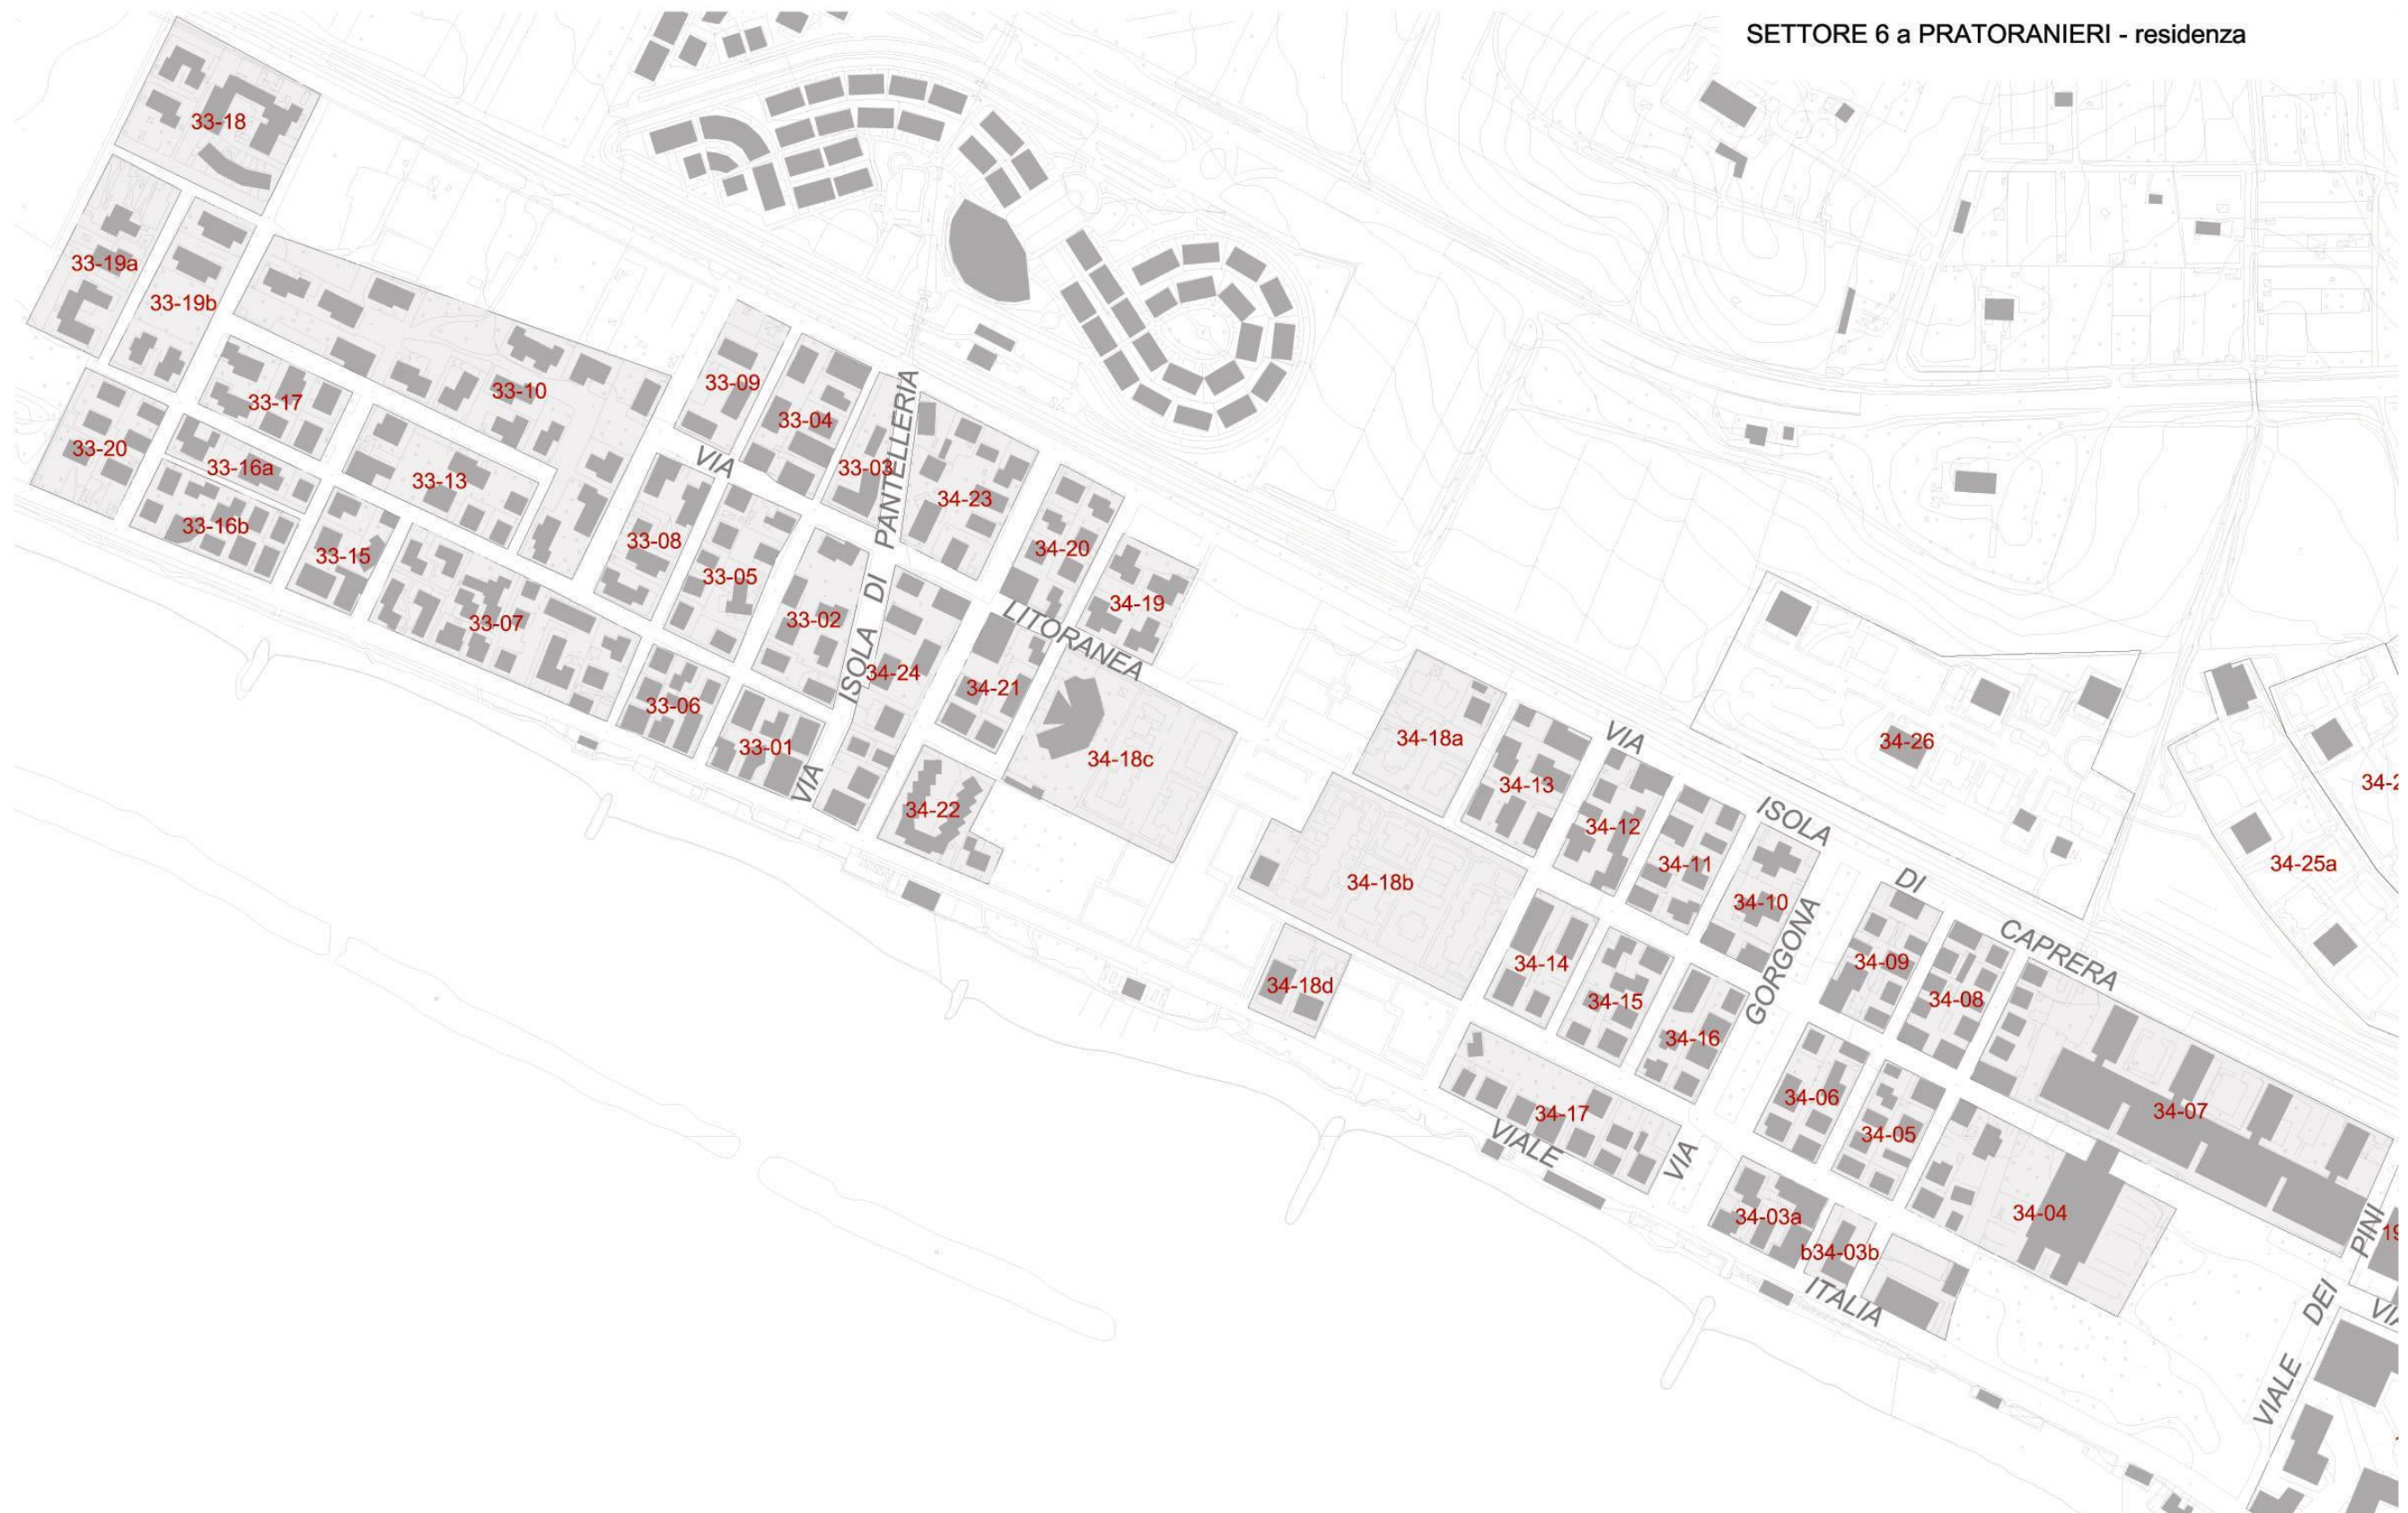 SETTORE 6 a PRATORANIERI - residenza
33-18
33-19a
33-19b
33-17
33-10
33-09
33-04
33-03
33-20
33-16a
33-13
33-16b
33-15
33-08
33-05
33-07
33-02
33-06
33-01
34-23
34-20
34-19
34-24
34-21
34-22
34-18c
34-18a
34-18b
34-18d
34-13
34-12
34-11
34-10
34-14
34-15
34-16
34-17
34-09
34-08
34-07
34-06
34-05
34-04
34-03a
b34-03b
34-26
34-25a
VIA LITORANEA
VIA ISOLA DI PANTELLERIA
VIA ISOLA DI CAPRERA
VIA GORGONA
VIALE ITALIA
VIALE DEI PINI